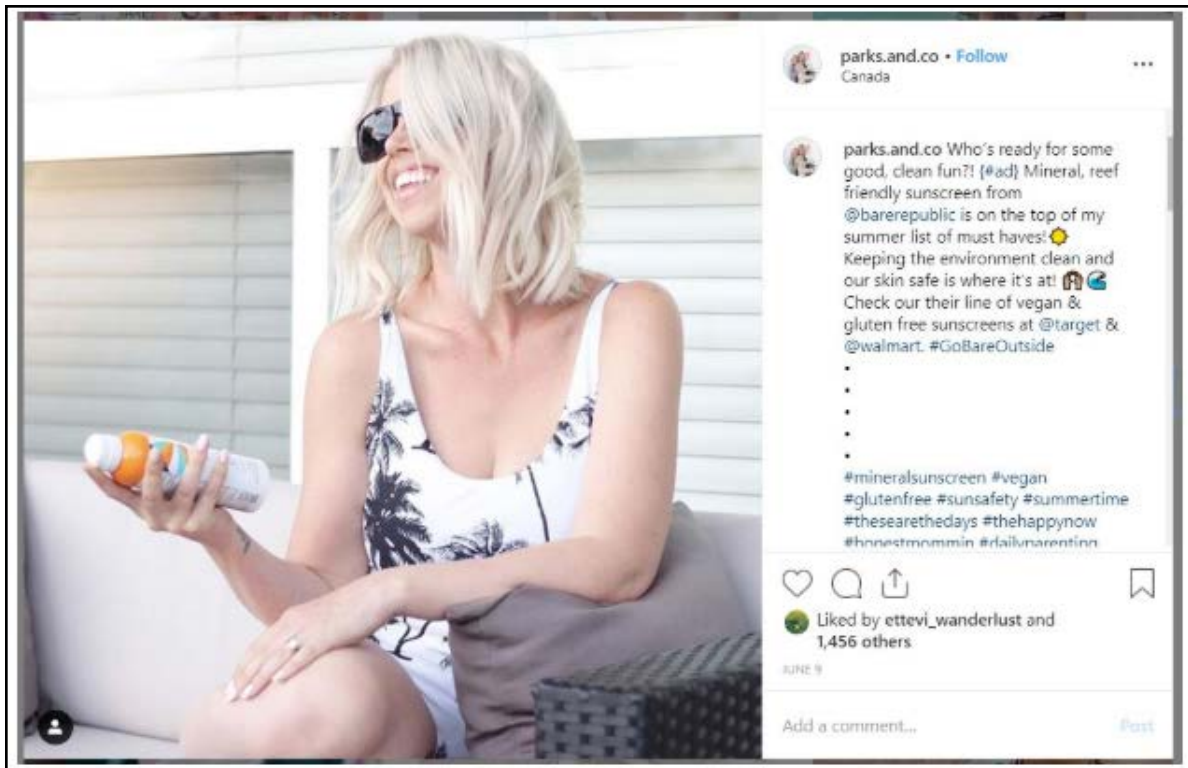 parks.and.co • Follow
Canada
parks.and.co Who's ready for some
good, clean fun?! {#ad} Mineral, reef
friendly sunscreen from
@barerepublic is on the top of my
summer list of must haves!
Keeping the environment clean and
our skin safe is where it's at!
Check our their line of vegan &
gluten free sunscreens at @target &
@walmart. #GoBareOutside
•
•
•
•
•
#mineralsunscreen #vegan
#glutenfree #sunsafety #summertime
#thesearethedays #thehappynow
#honestmommin #dailyparenting
Liked by ettevi_wanderlust and
1,456 others
JUNE 9
Add a comment... Post